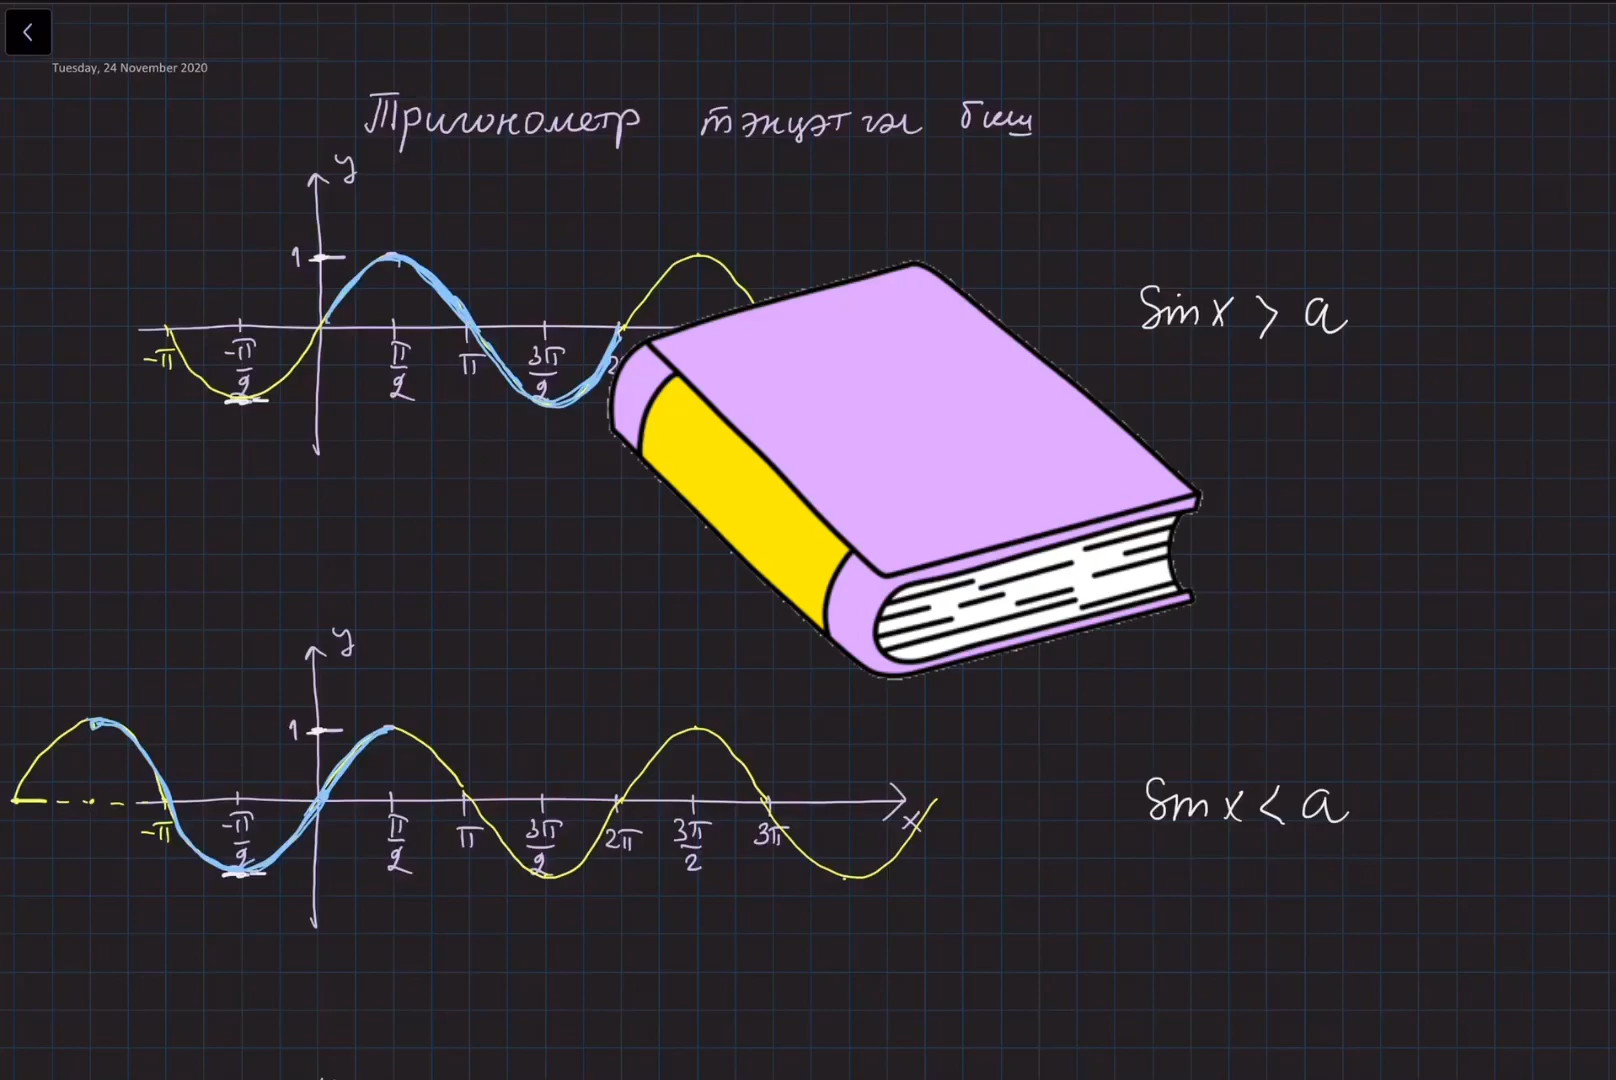 Tuesday, 24 November 2020
Тригонометр тэнцэтгэл биш
y
1
sin x > a
-π -π/2 π/2 π 3π/2 2
y
1
sin x < a
-π -π/2 π/2 π 3π/2 2π 3π/2 3π x